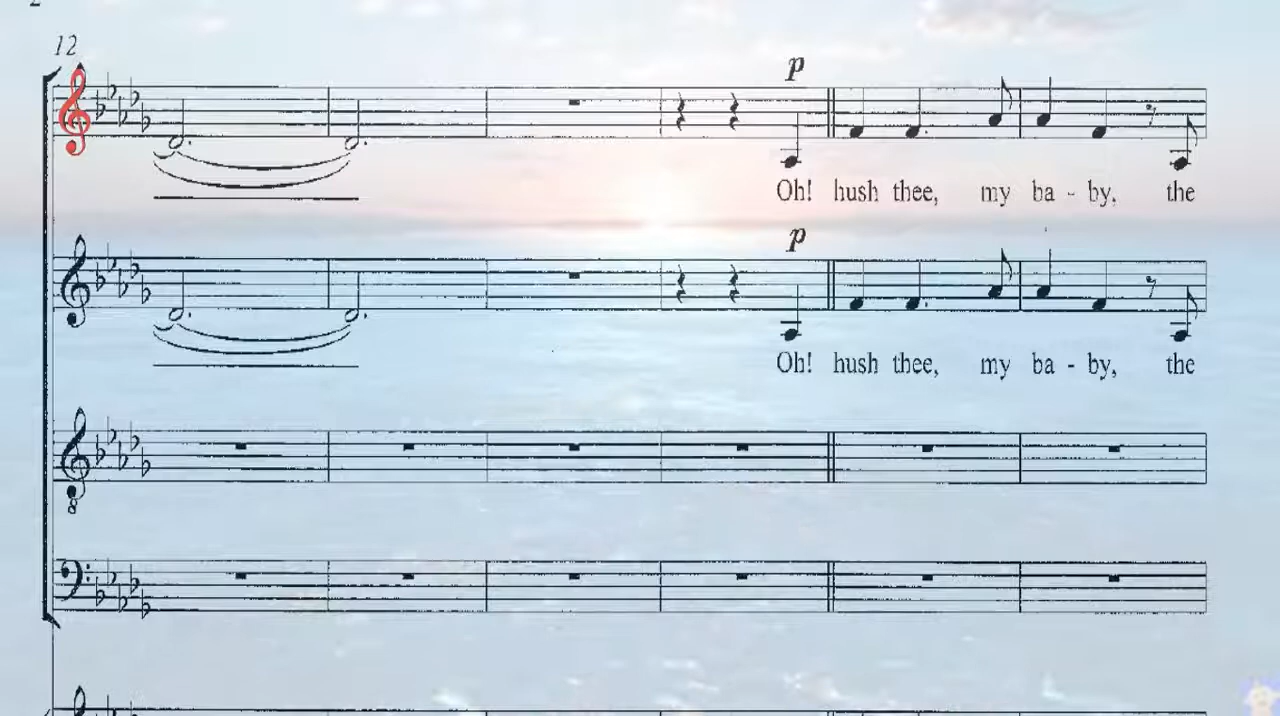 12
p
Oh! hush thee, my ba - by, the
p
Oh! hush thee, my ba - by, the
8